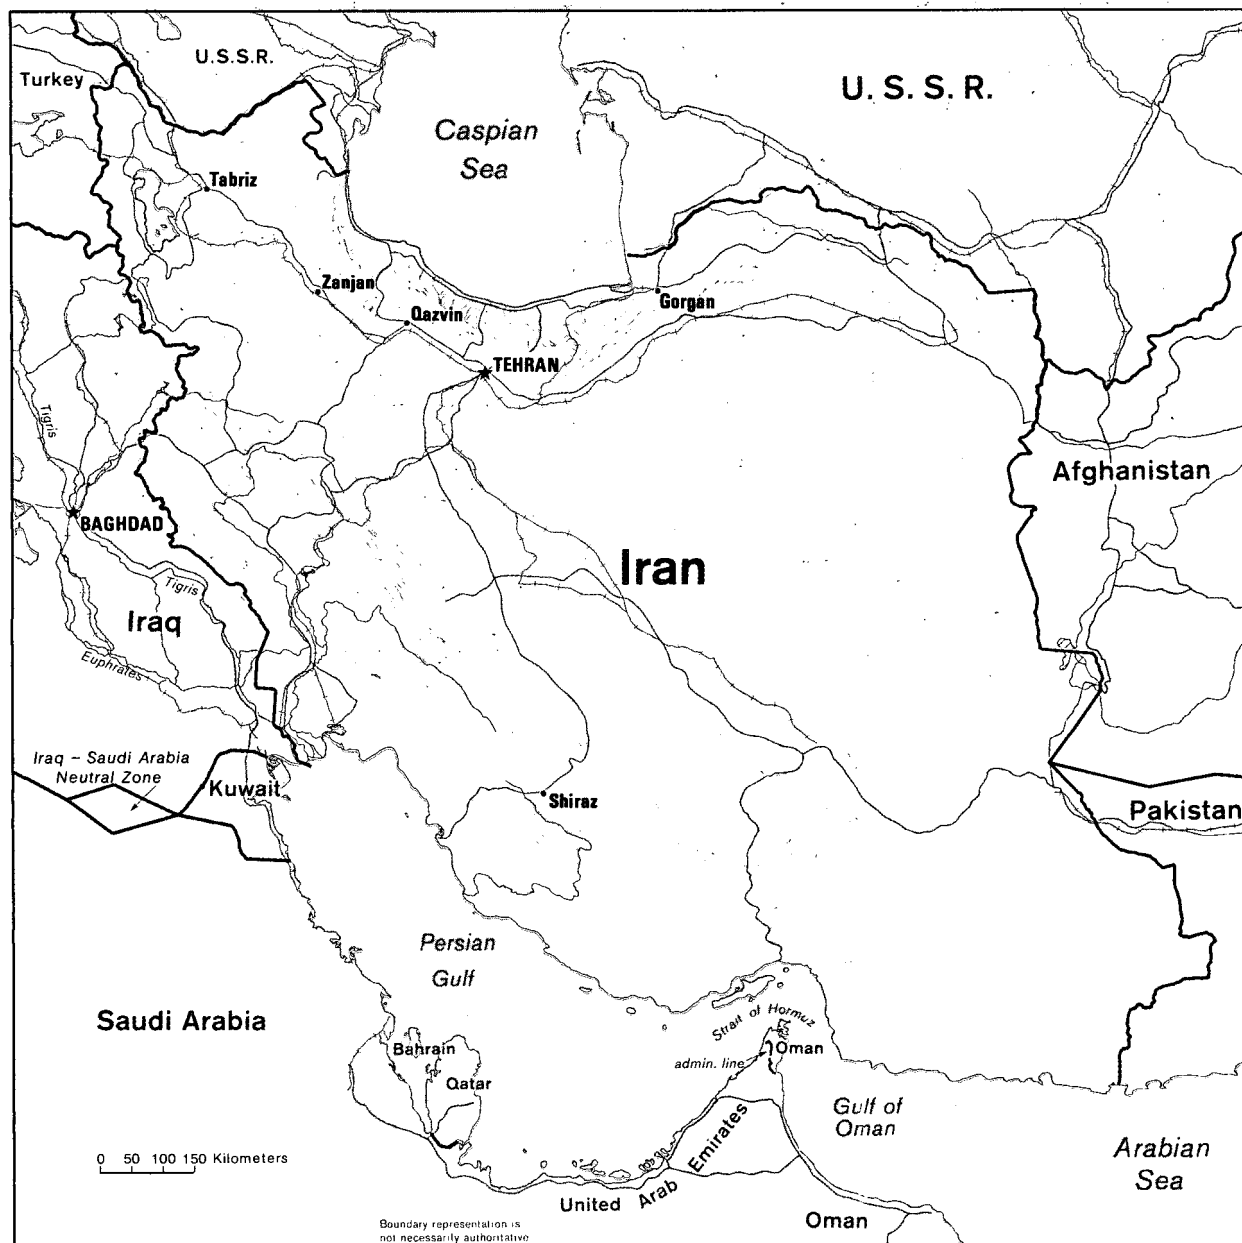 U.S.S.R.
Turkey
U. S. S. R.
Caspian
Sea
Tabriz
Zanjan
Gorgan
Qazvin
TEHRAN
Tigris
Afghanistan
BAGHDAD
Iran
Tigris
Iraq
Euphrates
Iraq – Saudi Arabia
Neutral Zone
Kuwait
Shiraz
Pakistan
Persian
Gulf
Saudi Arabia
Strait of Hormuz
Bahrain
Oman
admin. line
Qatar
Gulf of
Oman
Emirates
Arabian
Sea
0 50 100 150 Kilometers
United Arab
Oman
Boundary representation is
not necessarily authoritative